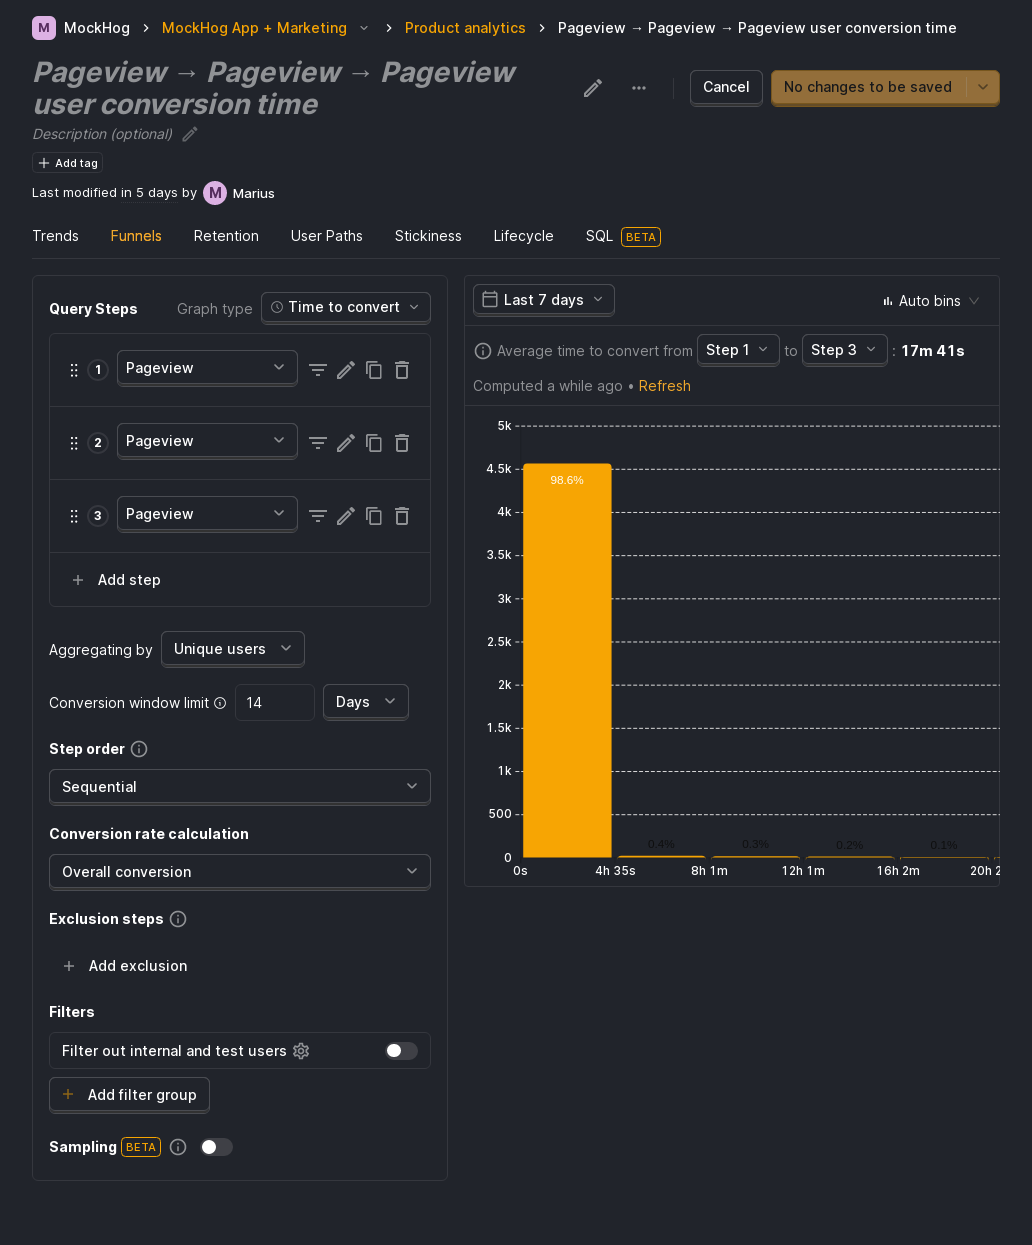 M MockHog > MockHog App + Marketing > Product analytics > Pageview → Pageview → Pageview user conversion time
Pageview → Pageview → Pageview
user conversion time
Cancel
No changes to be saved
Description (optional)
Add tag
Last modified in 5 days by M Marius
Trends Funnels Retention User Paths Stickiness Lifecycle SQL BETA
Query Steps Graph type Time to convert
1 Pageview
2 Pageview
3 Pageview
+ Add step
Aggregating by Unique users
Conversion window limit 14 Days
Step order
Sequential
Conversion rate calculation
Overall conversion
Exclusion steps
+ Add exclusion
Filters
Filter out internal and test users
+ Add filter group
Sampling BETA
Last 7 days Auto bins
Average time to convert from Step 1 to Step 3 : 17m 41s
Computed a while ago • Refresh
5k
4.5k
98.6%
4k
3.5k
3k
2.5k
2k
1.5k
1k
500
0.4% 0.3% 0.2% 0.1%
0
0s 4h 35s 8h 1m 12h 1m 16h 2m 20h 2